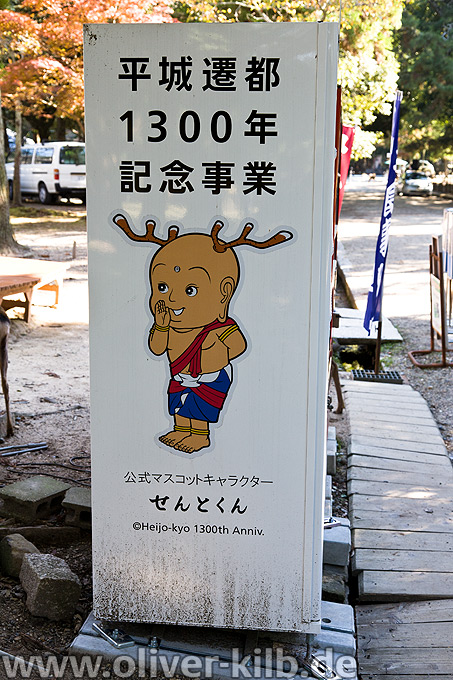 平城遷都
1300年
記念事業
公式マスコットキャラクター
せんとくん
©Heijo-kyo 1300th Anniv.
www.oliver-kilb.de